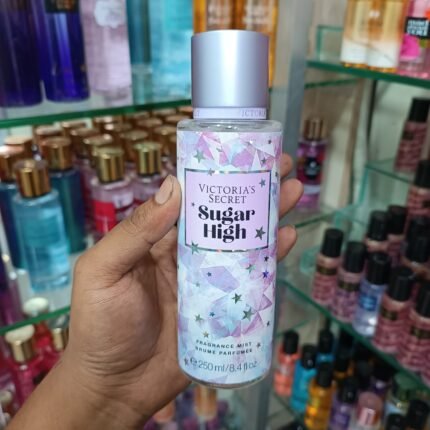 VICTORIA'S
SECRET
Sugar
High
FRAGRANCE MIST
BRUME PARFUMÉE
℮ 250 ml/8.4 fl oz